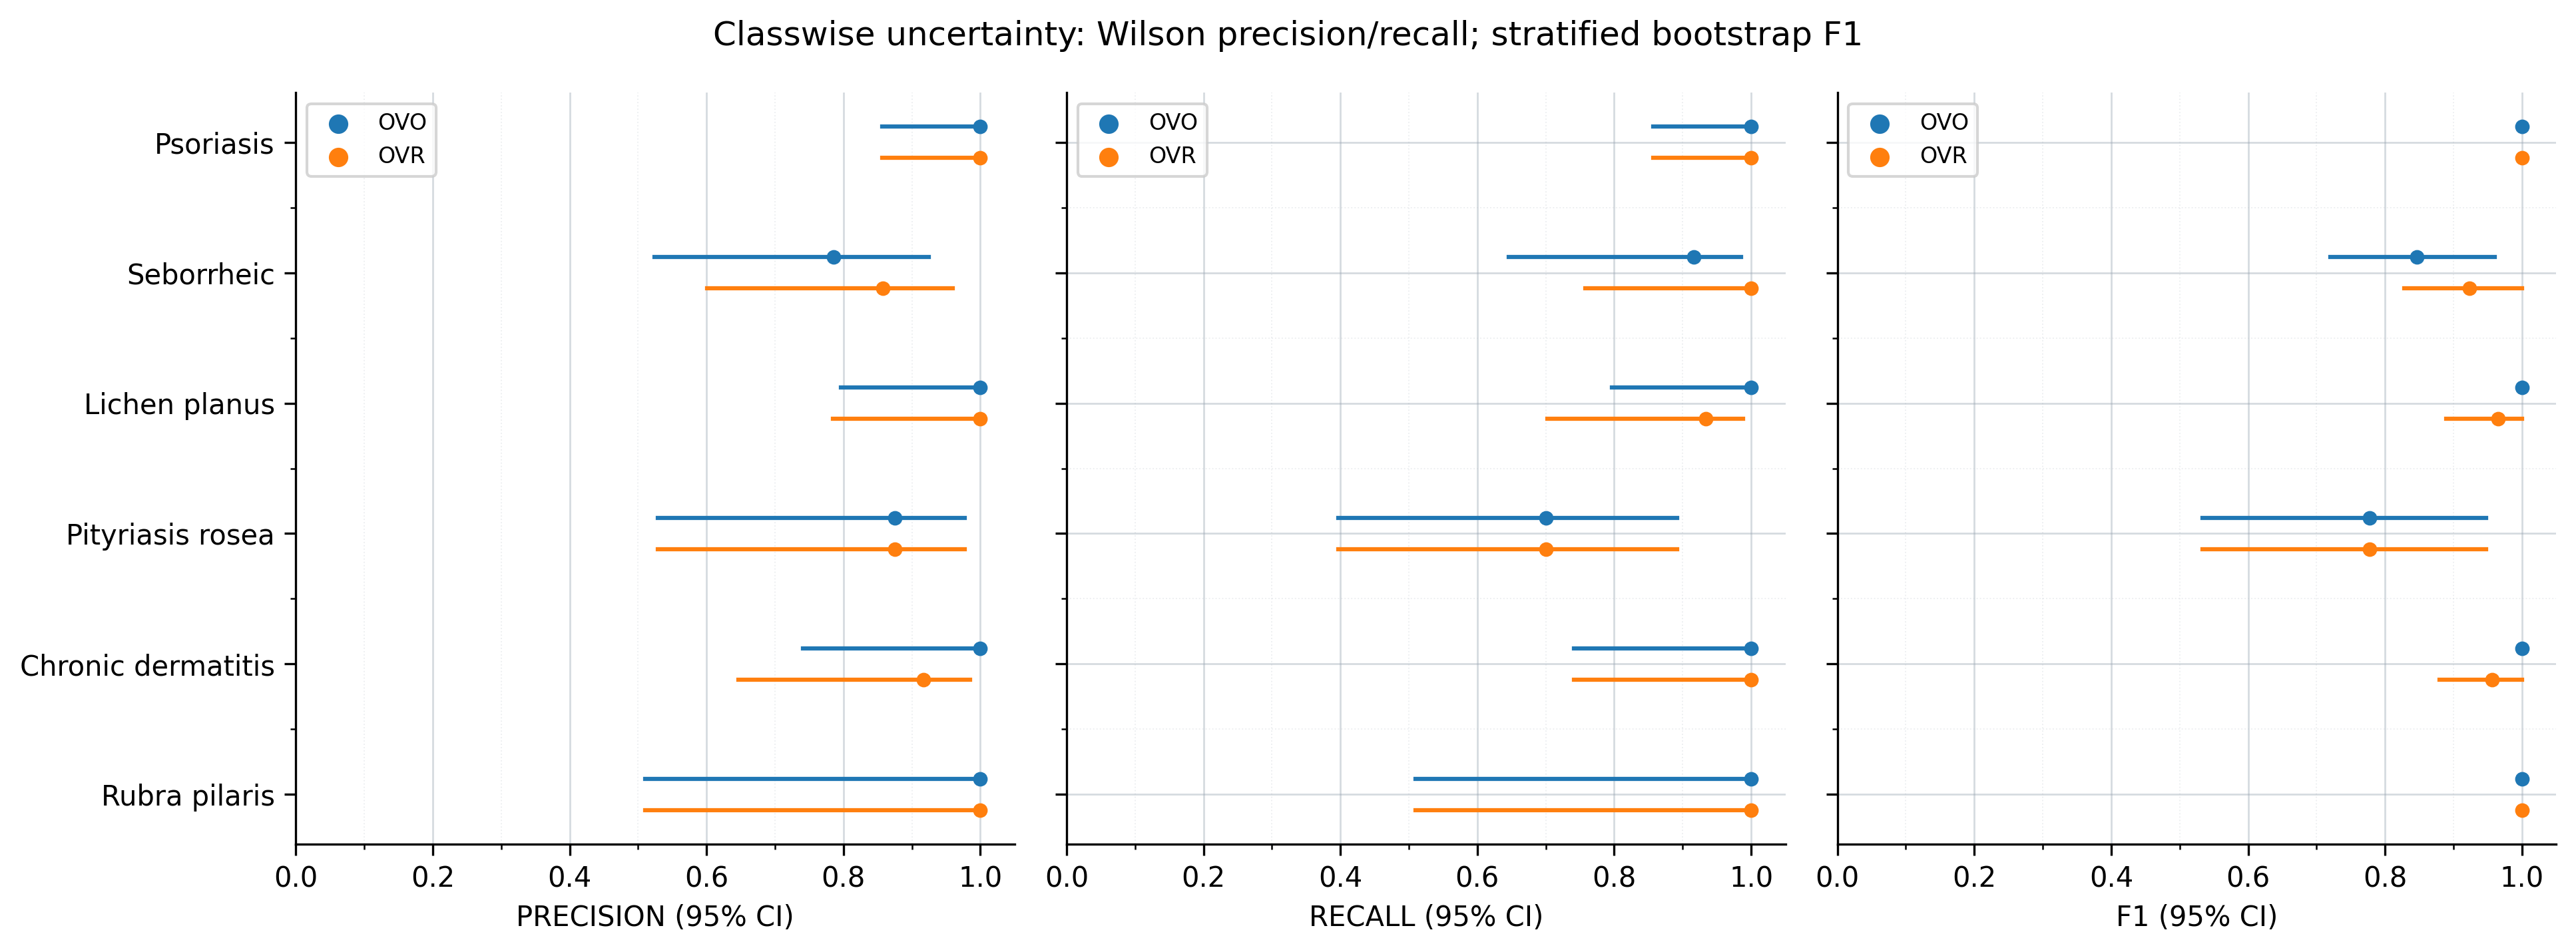 Classwise uncertainty: Wilson precision/recall; stratified bootstrap F1
OVO
OVR
OVO
OVR
OVO
OVR
Psoriasis
Seborrheic
Lichen planus
Pityriasis rosea
Chronic dermatitis
Rubra pilaris
0.0 0.2 0.4 0.6 0.8 1.0
0.0 0.2 0.4 0.6 0.8 1.0
0.0 0.2 0.4 0.6 0.8 1.0
PRECISION (95% CI)
RECALL (95% CI)
F1 (95% CI)